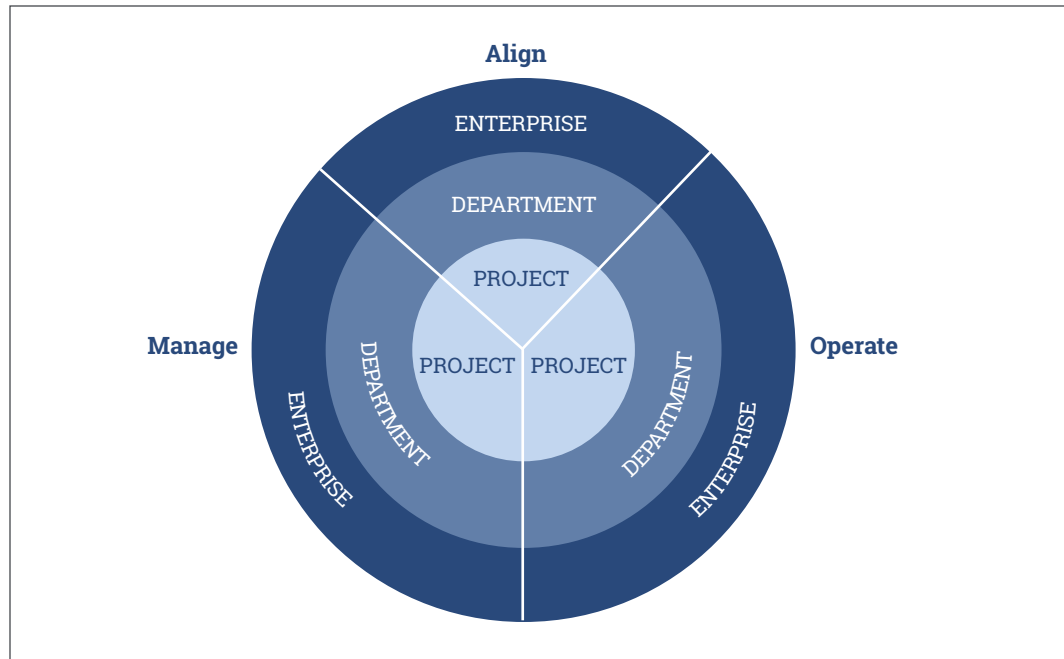 Align
ENTERPRISE
DEPARTMENT
PROJECT
Manage
Operate
PROJECT
PROJECT
DEPARTMENT
DEPARTMENT
ENTERPRISE
ENTERPRISE